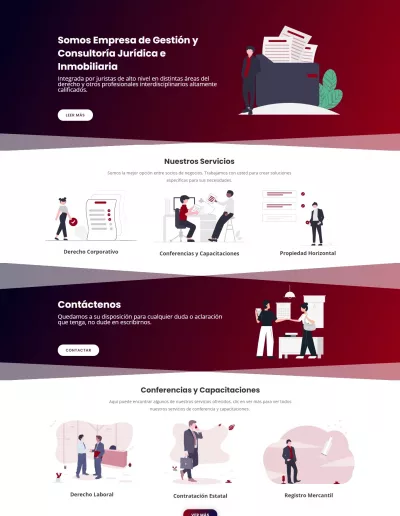 Somos Empresa de Gestión y
Consultoría Jurídica e
Inmobiliaria
Integrada por juristas de alto nivel en distintas áreas del
derecho y otros profesionales interdisciplinarios altamente
calificados.
LEER MÁS
Nuestros Servicios
Somos la mejor opción entre socios de negocios. Trabajamos con usted para crear soluciones
específicas para sus necesidades.
Derecho Corporativo
Conferencias y Capacitaciones
Propiedad Horizontal
Contáctenos
Quedamos a su disposición para cualquier duda o aclaración
que tenga, no dude en escribirnos.
CONTACTAR
Conferencias y Capacitaciones
Aquí puede encontrar algunos de nuestros servicios ofrecidos, clic en ver más para ver todos
nuestros servicios de conferencia y capacitaciones.
Derecho Laboral
Contratación Estatal
Registro Mercantil
VER MÁS